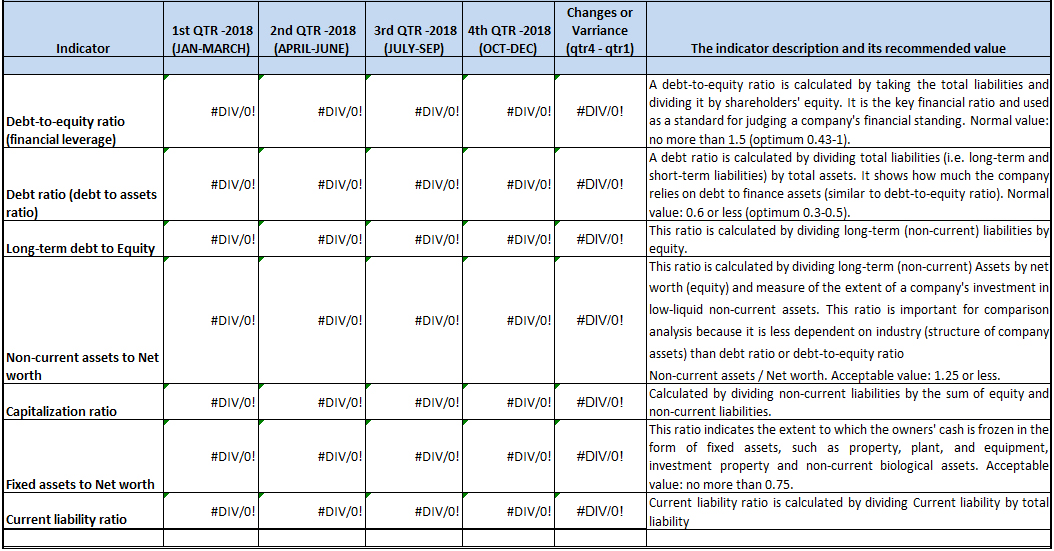 Indicator
1st QTR -2018
(JAN-MARCH)
2nd QTR -2018
(APRIL-JUNE)
3rd QTR -2018
(JULY-SEP)
4th QTR -2018
(OCT-DEC)
Changes or
Varriance
(qtr4 - qtr1)
The indicator description and its recommended value
Debt-to-equity ratio
(financial leverage)
#DIV/0! #DIV/0! #DIV/0! #DIV/0! #DIV/0!
A debt-to-equity ratio is calculated by taking the total liabilities and
dividing it by shareholders' equity. It is the key financial ratio and used
as a standard for judging a company's financial standing. Normal value:
no more than 1.5 (optimum 0.43-1).
Debt ratio (debt to assets
ratio)
#DIV/0! #DIV/0! #DIV/0! #DIV/0! #DIV/0!
A debt ratio is calculated by dividing total liabilities (i.e. long-term and
short-term liabilities) by total assets. It shows how much the company
relies on debt to finance assets (similar to debt-to-equity ratio). Normal
value: 0.6 or less (optimum 0.3-0.5).
Long-term debt to Equity
#DIV/0! #DIV/0! #DIV/0! #DIV/0! #DIV/0!
This ratio is calculated by dividing long-term (non-current) liabilities by
equity.
Non-current assets to Net
worth
#DIV/0! #DIV/0! #DIV/0! #DIV/0! #DIV/0!
This ratio is calculated by dividing long-term (non-current) Assets by net
worth (equity) and measure of the extent of a company's investment in
low-liquid non-current assets. This ratio is important for comparison
analysis because it is less dependent on industry (structure of company
assets) than debt ratio or debt-to-equity ratio
Non-current assets / Net worth. Acceptable value: 1.25 or less.
Capitalization ratio
#DIV/0! #DIV/0! #DIV/0! #DIV/0! #DIV/0!
Calculated by dividing non-current liabilities by the sum of equity and
non-current liabilities.
Fixed assets to Net worth
#DIV/0! #DIV/0! #DIV/0! #DIV/0! #DIV/0!
This ratio indicates the extent to which the owners' cash is frozen in the
form of fixed assets, such as property, plant, and equipment,
investment property and non-current biological assets. Acceptable
value: no more than 0.75.
Current liability ratio
#DIV/0! #DIV/0! #DIV/0! #DIV/0! #DIV/0!
Current liability ratio is calculated by dividing Current liability by total
liability